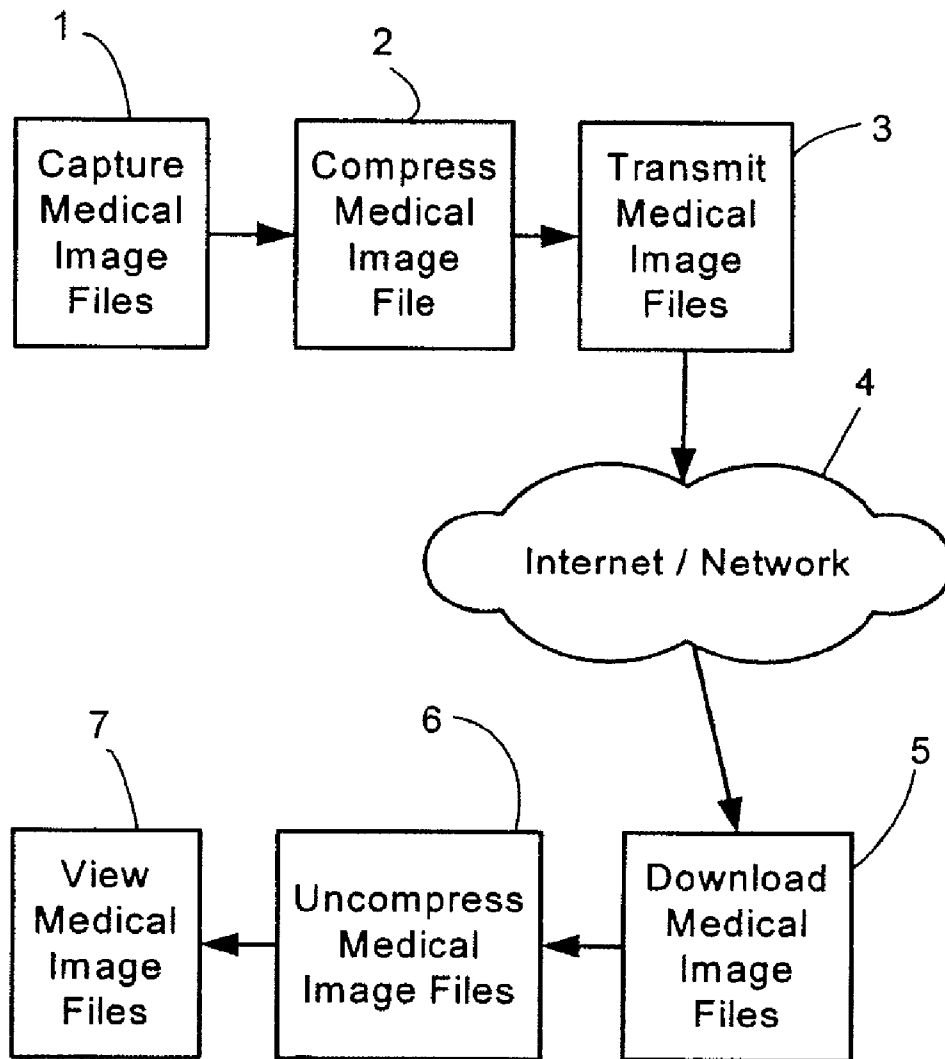 1
Capture
Medical
Image
Files
2
Compress
Medical
Image
File
3
Transmit
Medical
Image
Files
4
Internet / Network
5
Download
Medical
Image
Files
6
Uncompress
Medical
Image Files
7
View
Medical
Image
Files